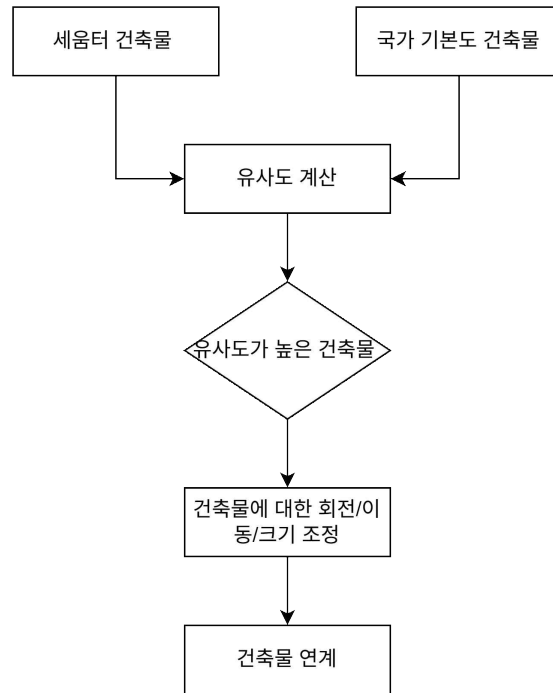 세움터 건축물
국가 기본도 건축물
유사도 계산
유사도가 높은 건축물
건축물에 대한 회전/이
동/크기 조정
건축물 연계